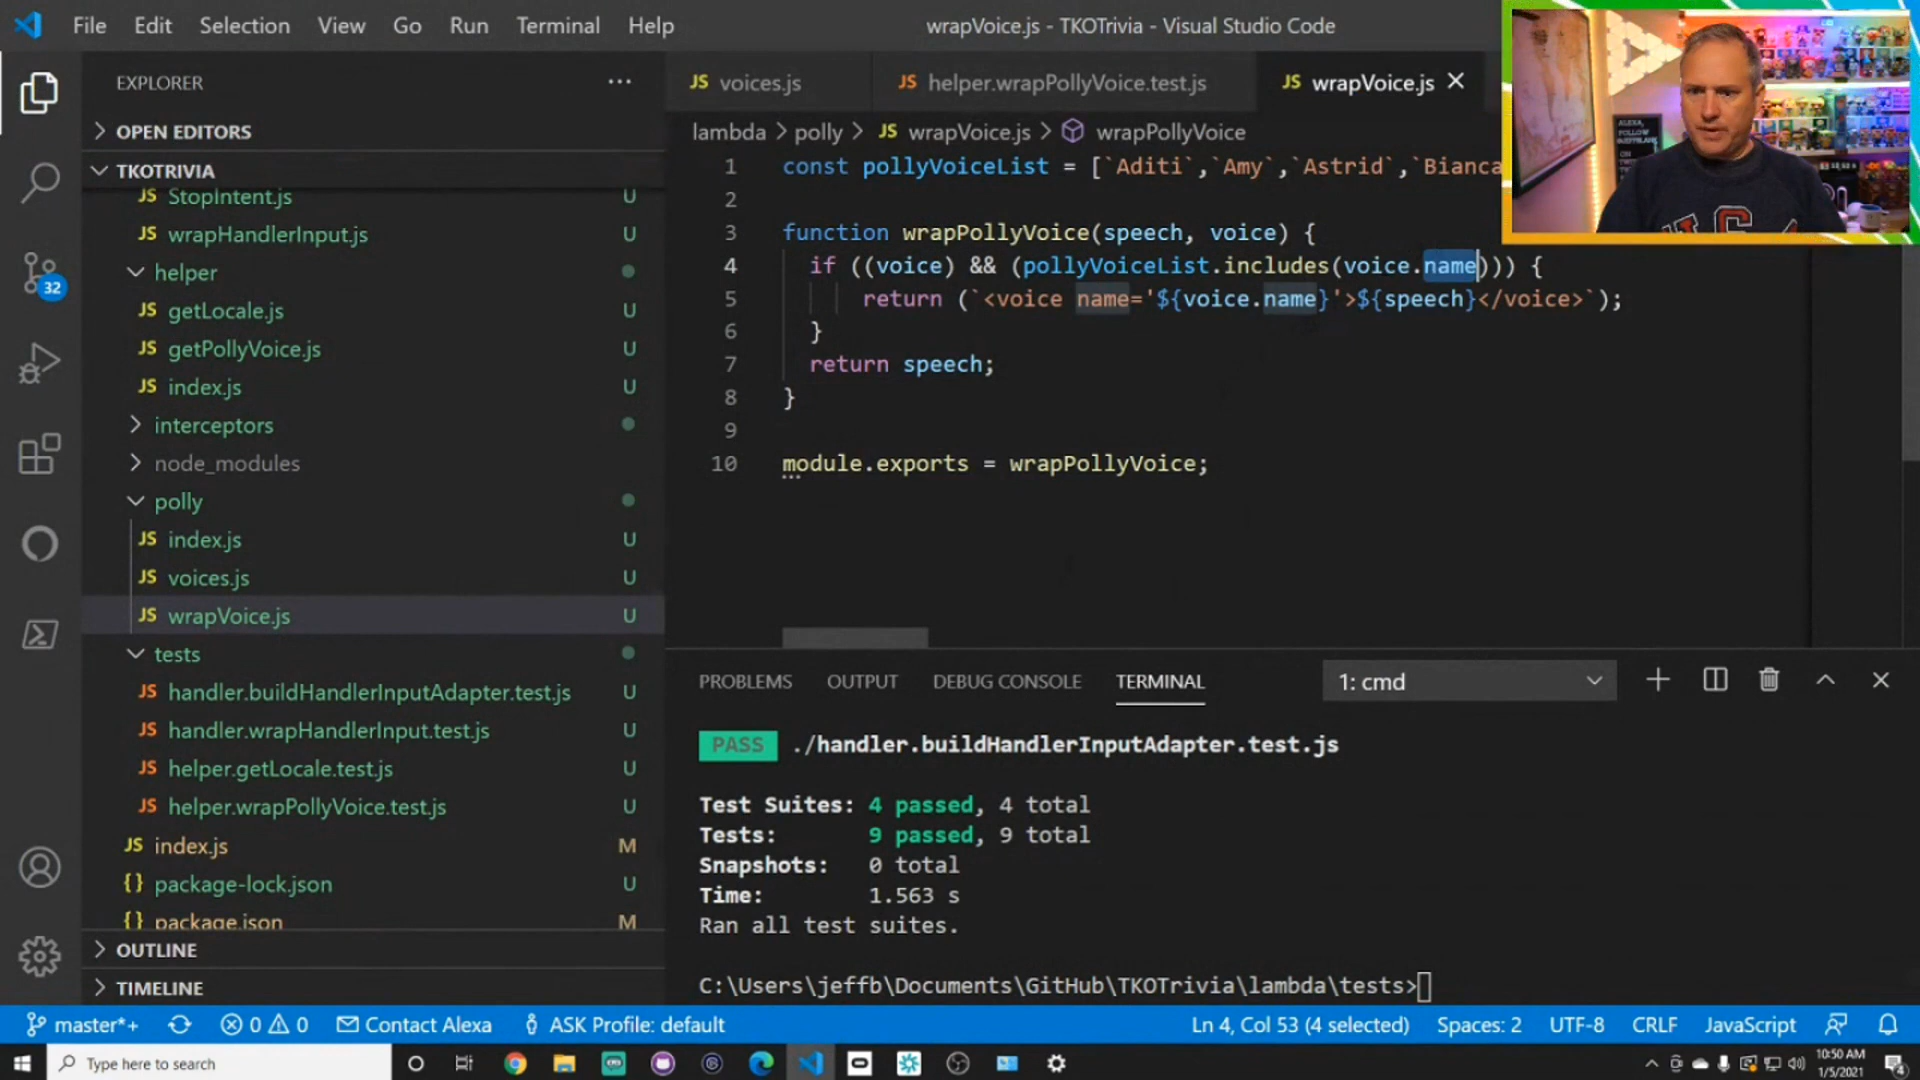 File Edit Selection View Go Run Terminal Help
wrapVoice.js - TKOTrivia - Visual Studio Code
EXPLORER
OPEN EDITORS
TKOTRIVIA
StopIntent.js U
wrapHandlerInput.js U
helper
getLocale.js U
getPollyVoice.js U
index.js U
interceptors
node_modules
polly
index.js U
voices.js U
wrapVoice.js U
tests
handler.buildHandlerInputAdapter.test.js U
handler.wrapHandlerInput.test.js U
helper.getLocale.test.js U
helper.wrapPollyVoice.test.js U
index.js M
package-lock.json U
package.json M
OUTLINE
TIMELINE
32
JS voices.js JS helper.wrapPollyVoice.test.js JS wrapVoice.js
lambda > polly > JS wrapVoice.js > wrapPollyVoice
1 const pollyVoiceList = [`Aditi`,`Amy`,`Astrid`,`Bianca
2
3 function wrapPollyVoice(speech, voice) {
4 if ((voice) && (pollyVoiceList.includes(voice.name))) {
5 return (`<voice name='${voice.name}'>${speech}</voice>`);
6 }
7 return speech;
8 }
9
10 module.exports = wrapPollyVoice;
ALEXA, FOLLOW
ON
PROBLEMS OUTPUT DEBUG CONSOLE TERMINAL 1: cmd
PASS ./handler.buildHandlerInputAdapter.test.js
Test Suites: 4 passed, 4 total
Tests: 9 passed, 9 total
Snapshots: 0 total
Time: 1.563 s
Ran all test suites.
C:\Users\jeffb\Documents\GitHub\TKOTrivia\lambda\tests>
master*+ 0 0 Contact Alexa ASK Profile: default Ln 4, Col 53 (4 selected) Spaces: 2 UTF-8 CRLF JavaScript
Type here to search
10:50 AM
1/5/2021